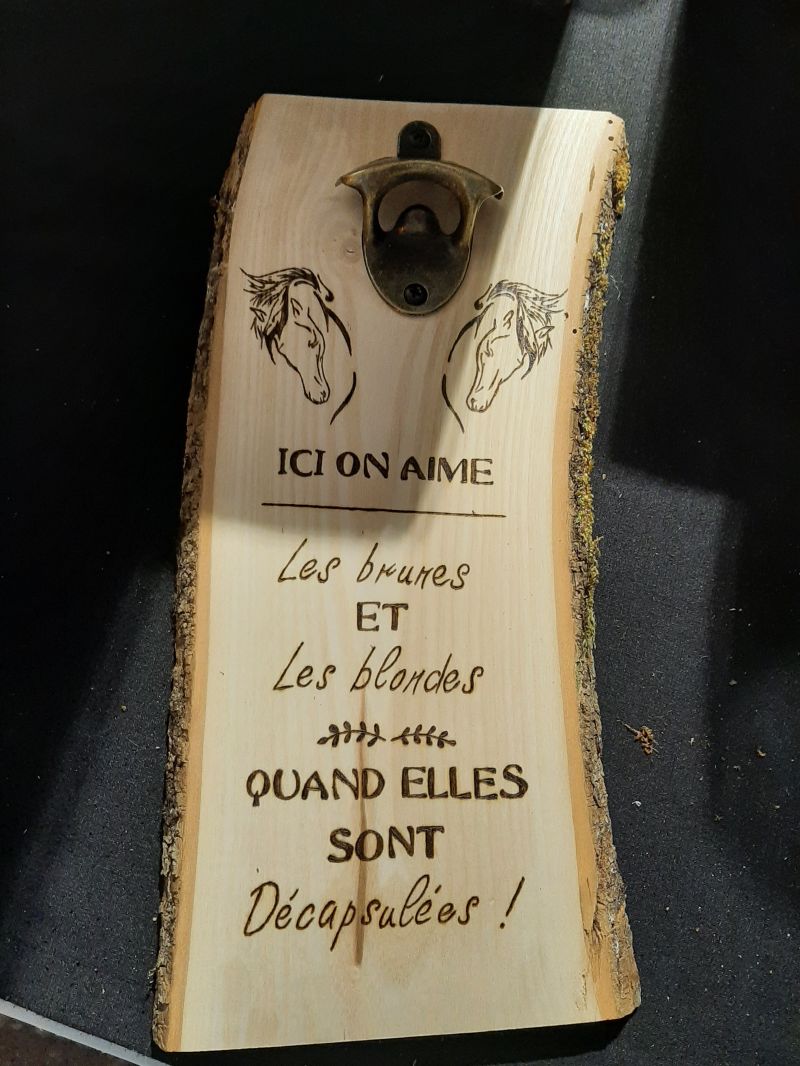 ICI ON AIME
Les brunes
ET
Les blondes
QUAND ELLES
SONT
Décapsulées !